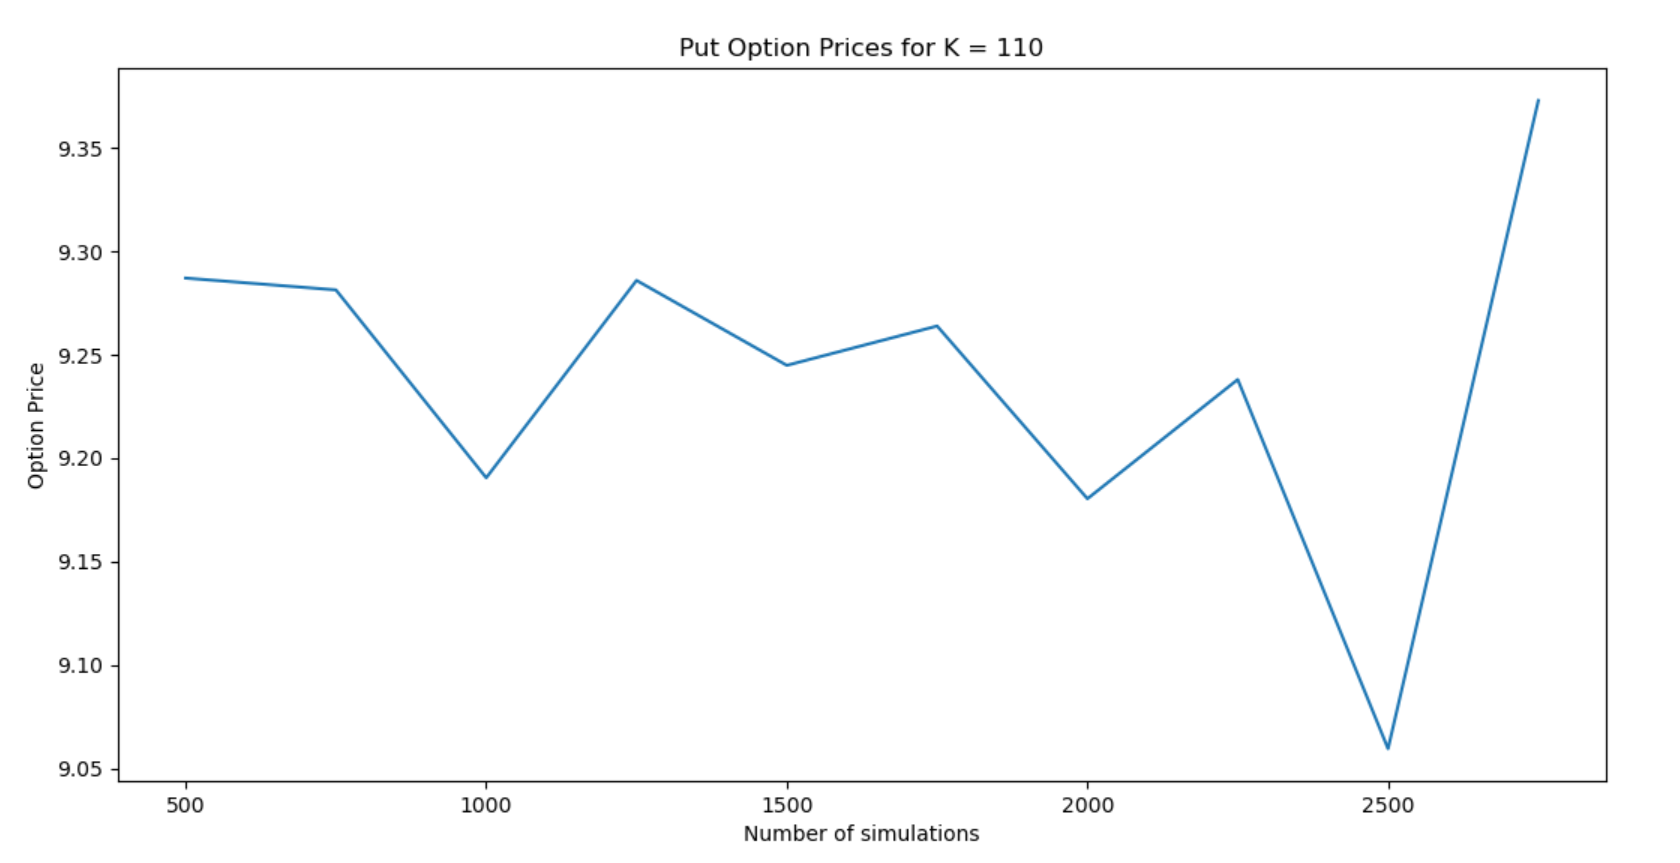 Put Option Prices for K = 110
Option Price
9.35
9.30
9.25
9.20
9.15
9.10
9.05
500 1000 1500 2000 2500
Number of simulations